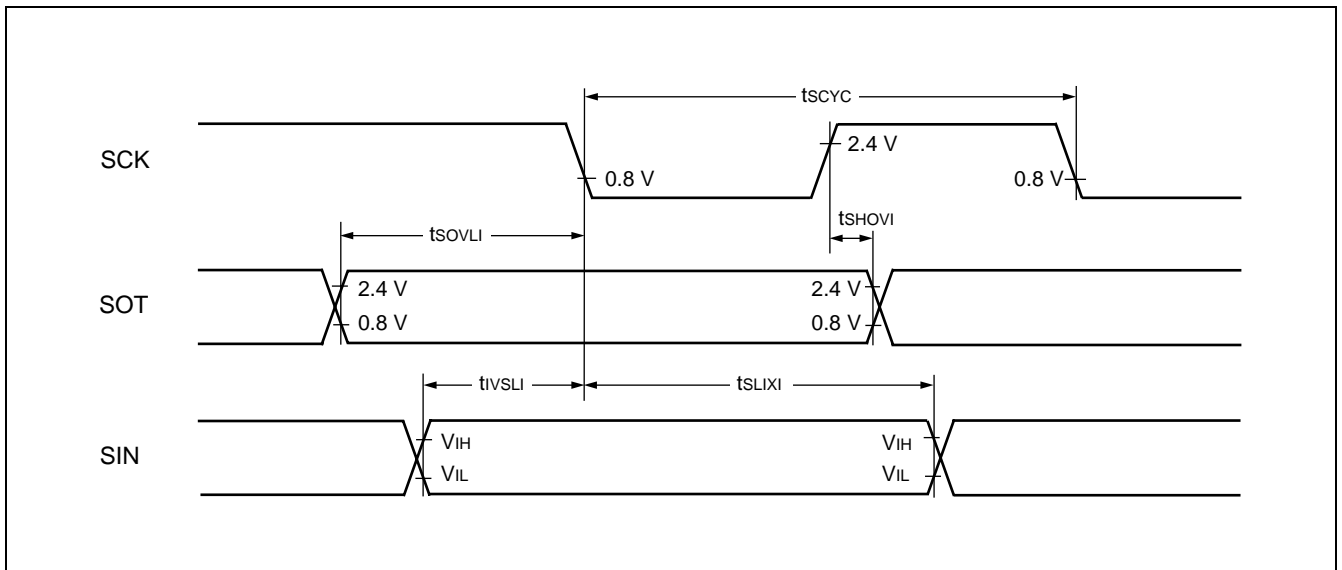 tSCYC
SCK
2.4 V
0.8 V
0.8 V
tSHOVI
tSOVLI
SOT
2.4 V
2.4 V
0.8 V
0.8 V
tIVSLI
tSLIXI
SIN
VIH
VIH
VIL
VIL